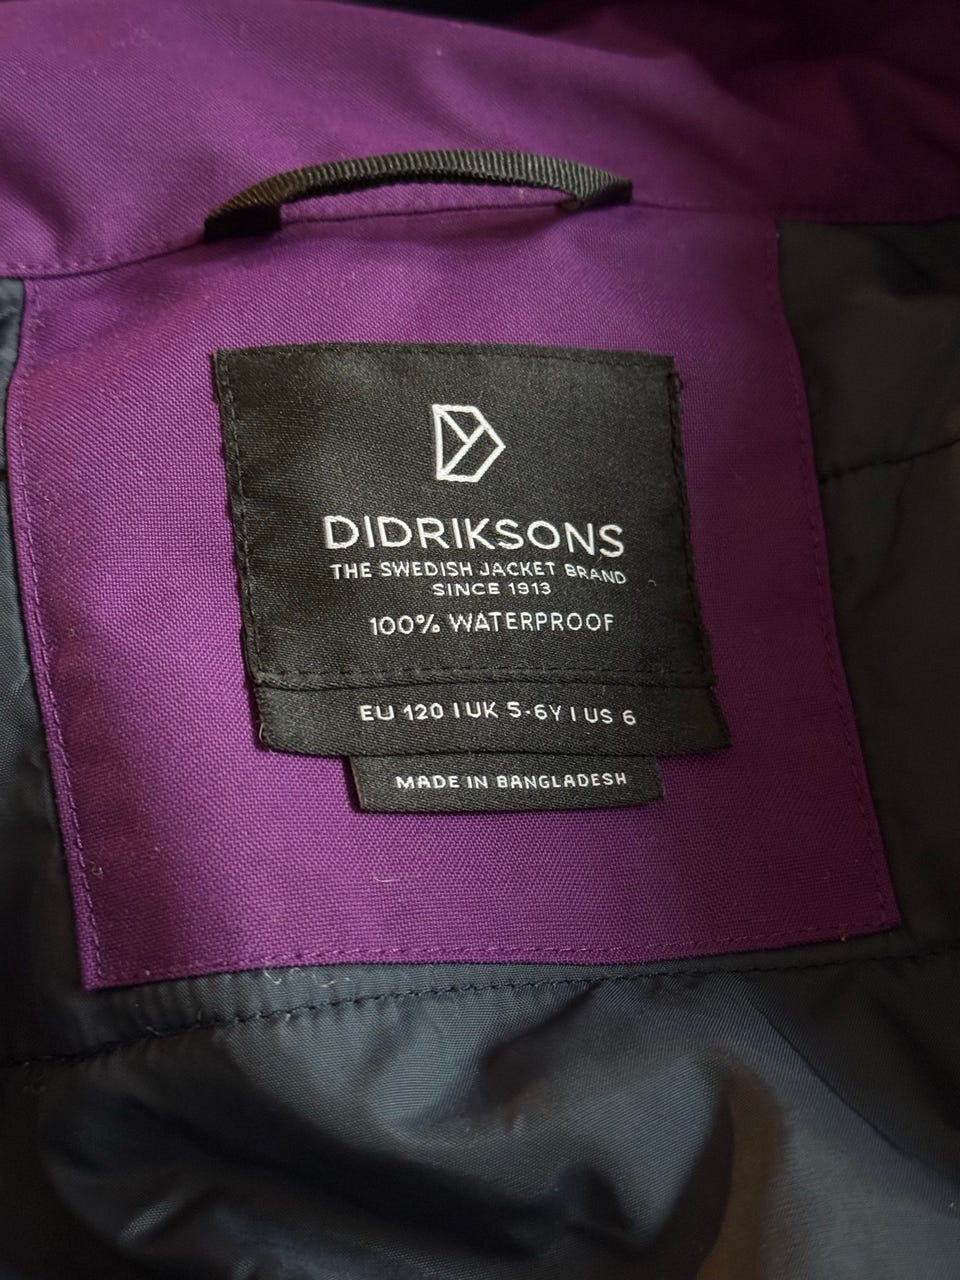 DIDRIKSONS
THE SWEDISH JACKET BRAND
SINCE 1913
100% WATERPROOF
EU 120 | UK 5-6Y | US 6
MADE IN BANGLADESH